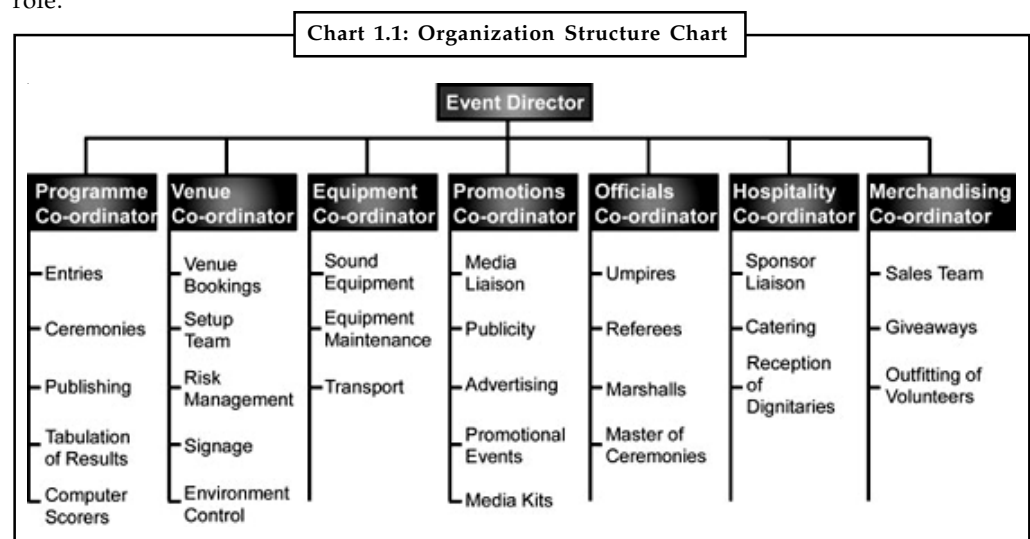 role.
Chart 1.1: Organization Structure Chart
Event Director
Programme
Co-ordinator
Entries
Ceremonies
Publishing
Tabulation
of Results
Computer
Scorers
Venue
Co-ordinator
Venue
Bookings
Setup
Team
Risk
Management
Signage
Environment
Control
Equipment
Co-ordinator
Sound
Equipment
Equipment
Maintenance
Transport
Promotions
Co-ordinator
Media
Liaison
Publicity
Advertising
Promotional
Events
Media Kits
Officials
Co-ordinator
Umpires
Referees
Marshalls
Master of
Ceremonies
Hospitality
Co-ordinator
Sponsor
Liaison
Catering
Reception
of
Dignitaries
Merchandising
Co-ordinator
Sales Team
Giveaways
Outfitting of
Volunteers